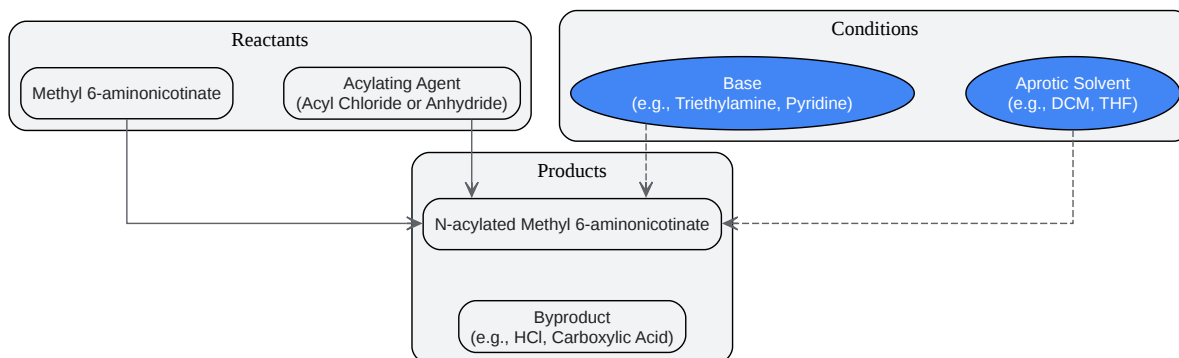 Reactants
Conditions
Methyl 6-aminonicotinate
Acylating Agent
(Acyl Chloride or Anhydride)
Base
(e.g., Triethylamine, Pyridine)
Aprotic Solvent
(e.g., DCM, THF)
Products
N-acylated Methyl 6-aminonicotinate
Byproduct
(e.g., HCl, Carboxylic Acid)